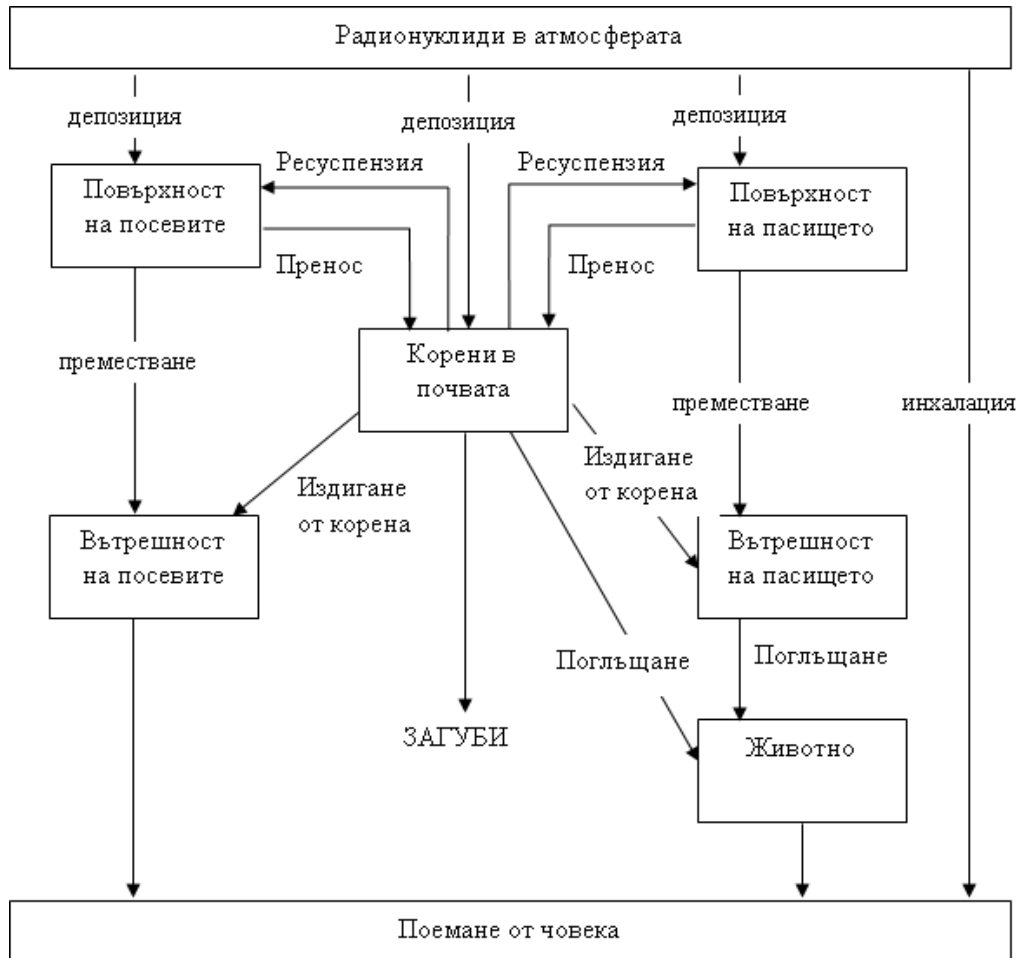 Радионуклиди в атмосферата
депозиция
депозиция
депозиция
Ресуспензия
Ресуспензия
Повърхност
на посевите
Повърхност
на пасището
Пренос
Пренос
Корени в
почвата
преместване
преместване
инхалация
Издигане
от корена
Издигане
от корена
Вътрешност
на посевите
Вътрешност
на пасището
Поглъщане
Поглъщане
ЗАГУБИ
Животно
Поемане от човека